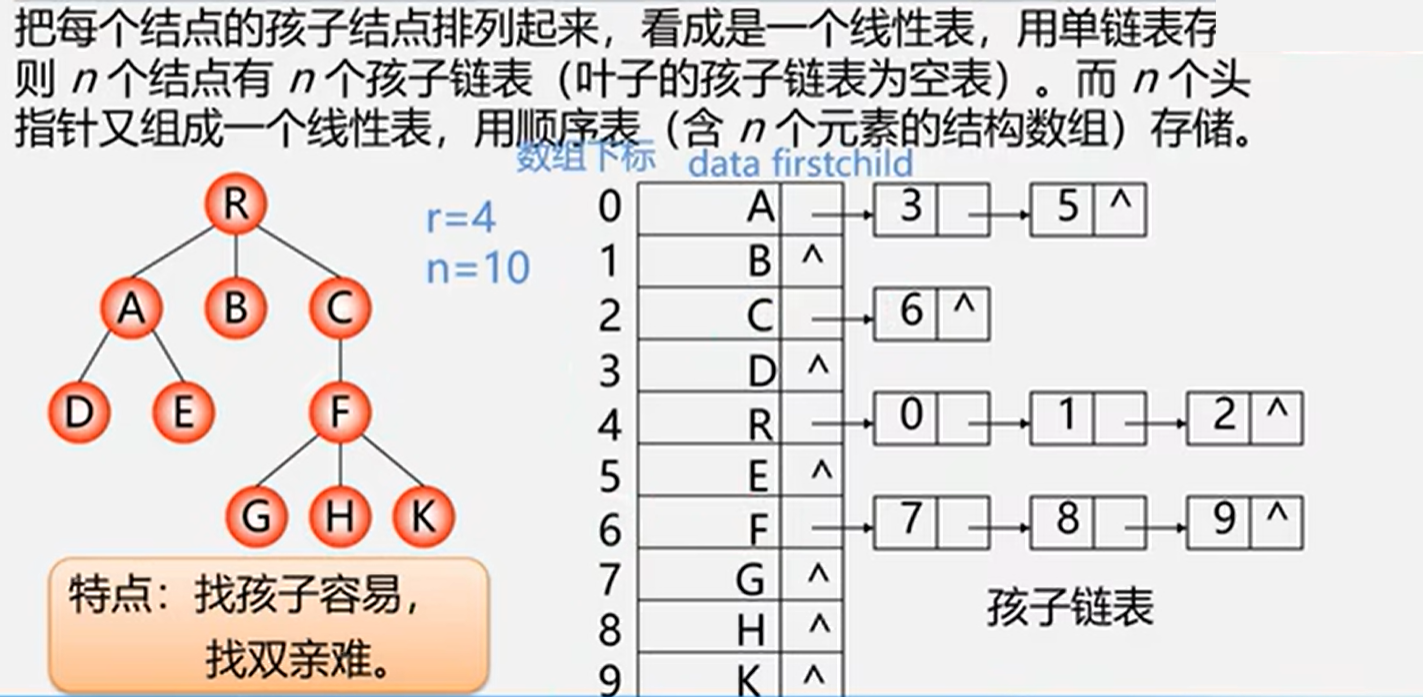 把每个结点的孩子结点排列起来，看成是一个线性表，用单链表存
则 n 个结点有 n 个孩子链表（叶子的孩子链表为空表）。而 n 个头
指针又组成一个线性表，用顺序表（含 n 个元素的结构数组）存储。
数组下标 data firstchild
r=4
n=10
R
A B C
D E F
G H K
0 A 3 5 ^
1 B ^
2 C 6 ^
3 D ^
4 R 0 1 2 ^
5 E ^
6 F 7 8 9 ^
7 G ^
8 H ^
9 K ^
孩子链表
特点：找孩子容易，
找双亲难。